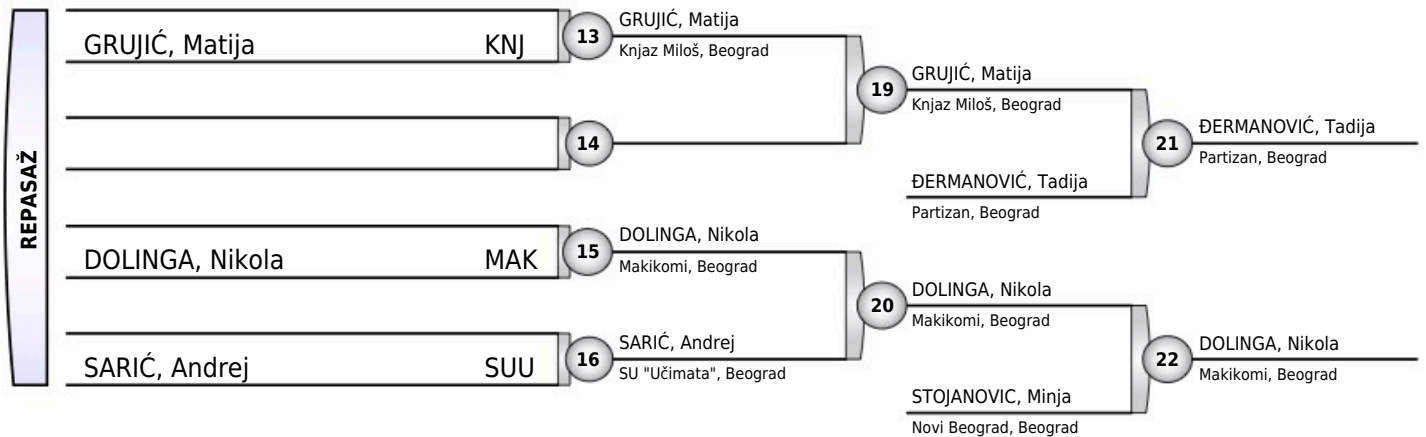 REPASAŽ
GRUJIĆ, Matija KNJ
13
GRUJIĆ, Matija
Knjaz Miloš, Beograd
14
19
GRUJIĆ, Matija
Knjaz Miloš, Beograd
ĐERMANOVIĆ, Tadija
Partizan, Beograd
21
ĐERMANOVIĆ, Tadija
Partizan, Beograd
DOLINGA, Nikola MAK
15
DOLINGA, Nikola
Makikomi, Beograd
SARIĆ, Andrej SUU
16
SARIĆ, Andrej
SU "Učimata", Beograd
20
DOLINGA, Nikola
Makikomi, Beograd
STOJANOVIC, Minja
Novi Beograd, Beograd
22
DOLINGA, Nikola
Makikomi, Beograd